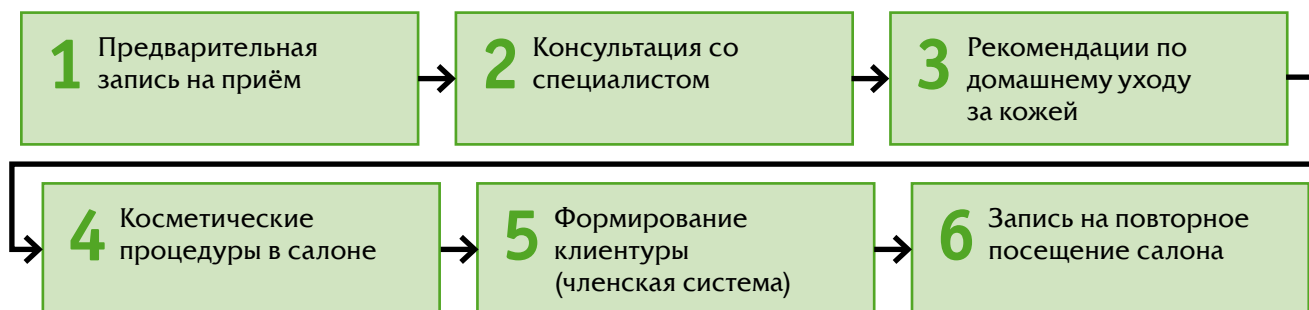 1 Предварительная
запись на приём
2 Консультация со
специалистом
3 Рекомендации по
домашнему уходу
за кожей
4 Косметические
процедуры в салоне
5 Формирование
клиентуры
(членская система)
6 Запись на повторное
посещение салона